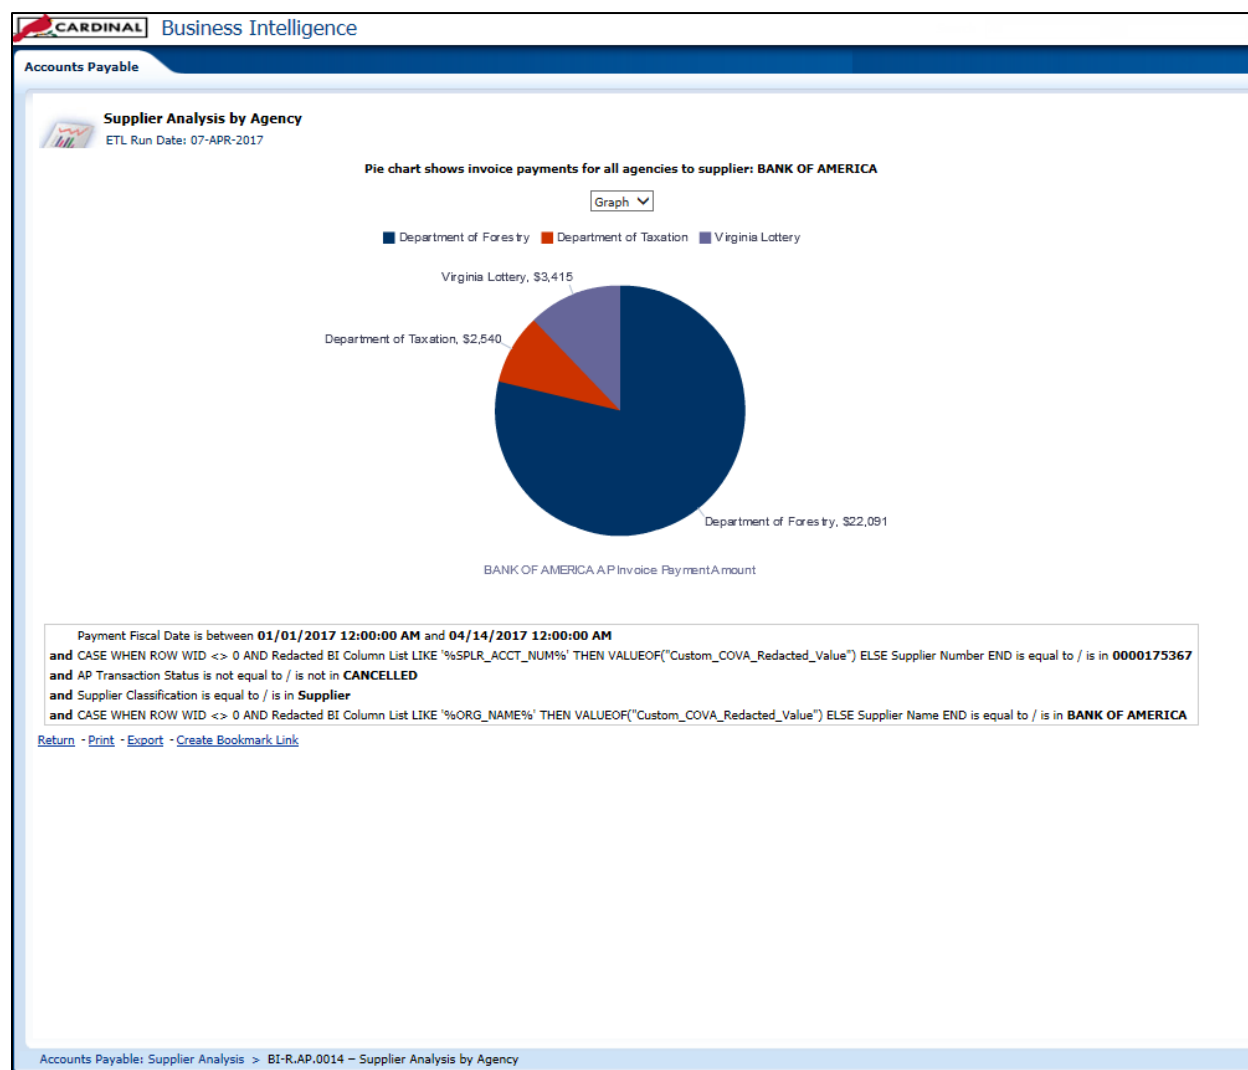 CARDINAL Business Intelligence
Accounts Payable
Supplier Analysis by Agency
ETL Run Date: 07-APR-2017
Pie chart shows invoice payments for all agencies to supplier: BANK OF AMERICA
Graph
Department of Forestry Department of Taxation Virginia Lottery
Virginia Lottery, $3,415
Department of Taxation, $2,540
Department of Forestry, $22,091
BANK OF AMERICA AP Invoice Payment Amount
Payment Fiscal Date is between 01/01/2017 12:00:00 AM and 04/14/2017 12:00:00 AM
and CASE WHEN ROW WID <> 0 AND Redacted BI Column List LIKE '%SPLR_ACCT_NUM%' THEN VALUEOF("Custom_COVA_Redacted_Value") ELSE Supplier Number END is equal to / is in 0000175367
and AP Transaction Status is not equal to / is not in CANCELLED
and Supplier Classification is equal to / is in Supplier
and CASE WHEN ROW WID <> 0 AND Redacted BI Column List LIKE '%ORG_NAME%' THEN VALUEOF("Custom_COVA_Redacted_Value") ELSE Supplier Name END is equal to / is in BANK OF AMERICA
Return - Print - Export - Create Bookmark Link
Accounts Payable: Supplier Analysis > BI-R.AP.0014 – Supplier Analysis by Agency